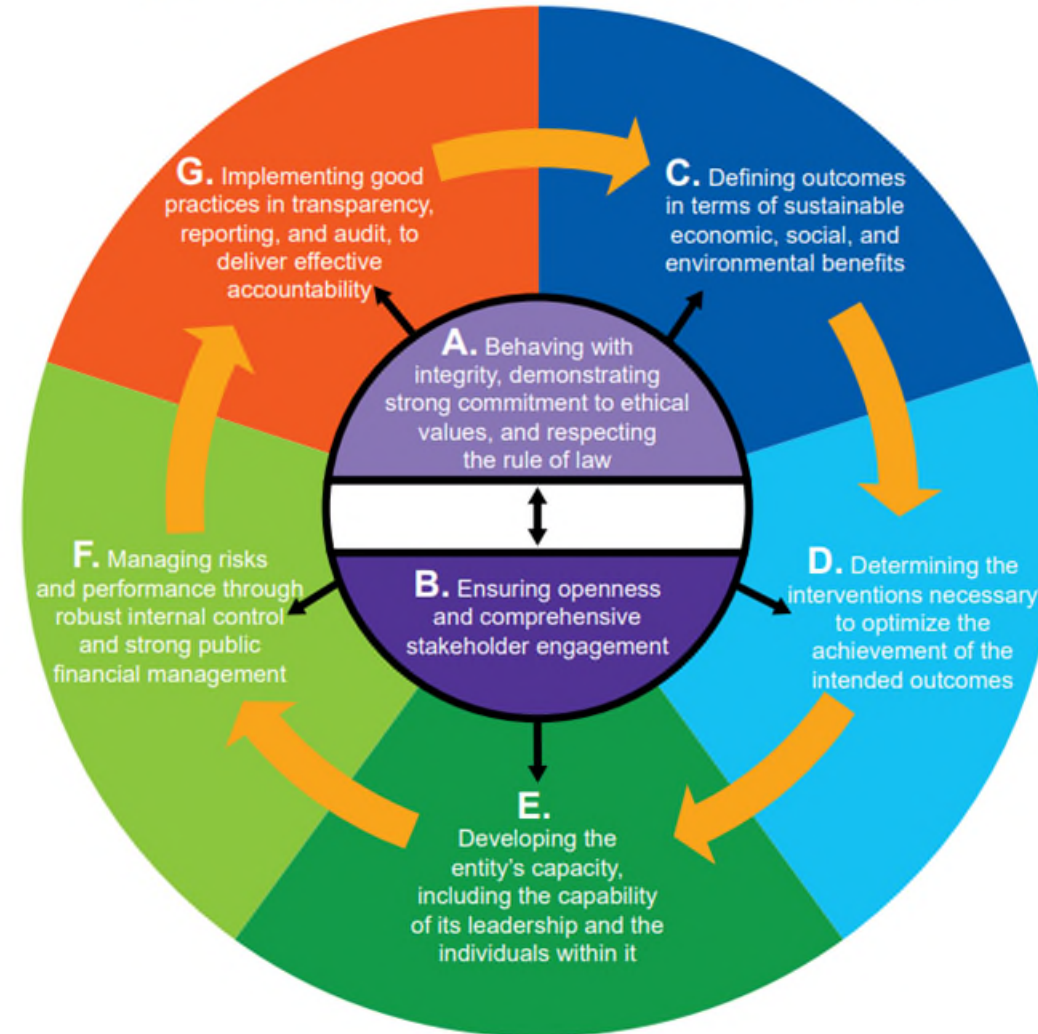 G. Implementing good
practices in transparency,
reporting, and audit, to
deliver effective
accountability
C. Defining outcomes
in terms of sustainable
economic, social, and
environmental benefits
A. Behaving with
integrity, demonstrating
strong commitment to ethical
values, and respecting
the rule of law
B. Ensuring openness
and comprehensive
stakeholder engagement
F. Managing risks
and performance through
robust internal control
and strong public
financial management
D. Determining the
interventions necessary
to optimize the
achievement of the
intended outcomes
E.
Developing the
entity's capacity,
including the capability
of its leadership and the
individuals within it